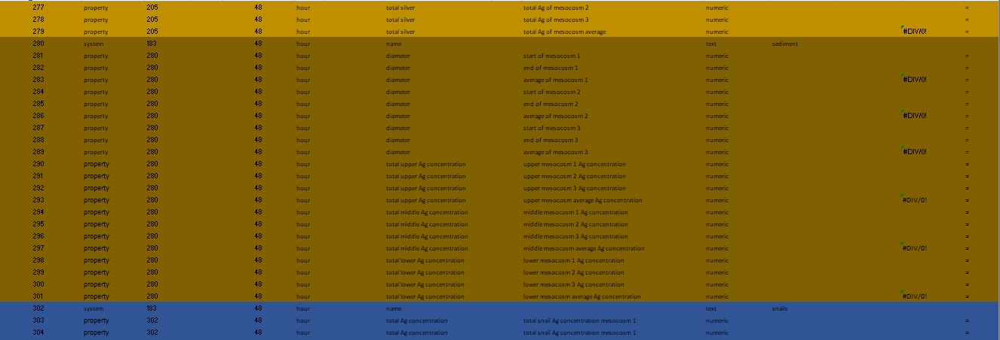 277 property 205 48 hour total silver total Ag of mesocosm 2 numeric =
278 property 205 48 hour total silver total Ag of mesocosm 3 numeric =
279 property 205 48 hour total silver total Ag of mesocosm average numeric #DIV/0! =
280 system 183 48 hour name text sediment
281 property 280 48 hour diameter start of mesocosm 1 numeric =
282 property 280 48 hour diameter end of mesocosm 1 numeric =
283 property 280 48 hour diameter average of mesocosm 1 numeric #DIV/0! =
284 property 280 48 hour diameter start of mesocosm 2 numeric =
285 property 280 48 hour diameter end of mesocosm 2 numeric =
286 property 280 48 hour diameter average of mesocosm 2 numeric #DIV/0! =
287 property 280 48 hour diameter start of mesocosm 3 numeric =
288 property 280 48 hour diameter end of mesocosm 3 numeric =
289 property 280 48 hour diameter average of mesocosm 3 numeric #DIV/0! =
290 property 280 48 hour total upper Ag concentration upper mesocosm 1 Ag concentration numeric =
291 property 280 48 hour total upper Ag concentration upper mesocosm 2 Ag concentration numeric =
292 property 280 48 hour total upper Ag concentration upper mesocosm 3 Ag concentration numeric =
293 property 280 48 hour total upper Ag concentration upper mesocosm average Ag concentration numeric #DIV/0! =
294 property 280 48 hour total middle Ag concentration middle mesocosm 1 Ag concentration numeric =
295 property 280 48 hour total middle Ag concentration middle mesocosm 2 Ag concentration numeric =
296 property 280 48 hour total middle Ag concentration middle mesocosm 3 Ag concentration numeric =
297 property 280 48 hour total middle Ag concentration middle mesocosm average Ag concentration numeric #DIV/0! =
298 property 280 48 hour total lower Ag concentration lower mesocosm 1 Ag concentration numeric =
299 property 280 48 hour total lower Ag concentration lower mesocosm 2 Ag concentration numeric =
300 property 280 48 hour total lower Ag concentration lower mesocosm 3 Ag concentration numeric =
301 property 280 48 hour total lower Ag concentration lower mesocosm average Ag concentration numeric #DIV/0! =
302 system 183 48 hour name text snails
303 property 302 48 hour total Ag concentration total snail Ag concentration mesocosm 1 numeric =
304 property 302 48 hour total Ag concentration total snail Ag concentration mesocosm 1 numeric =